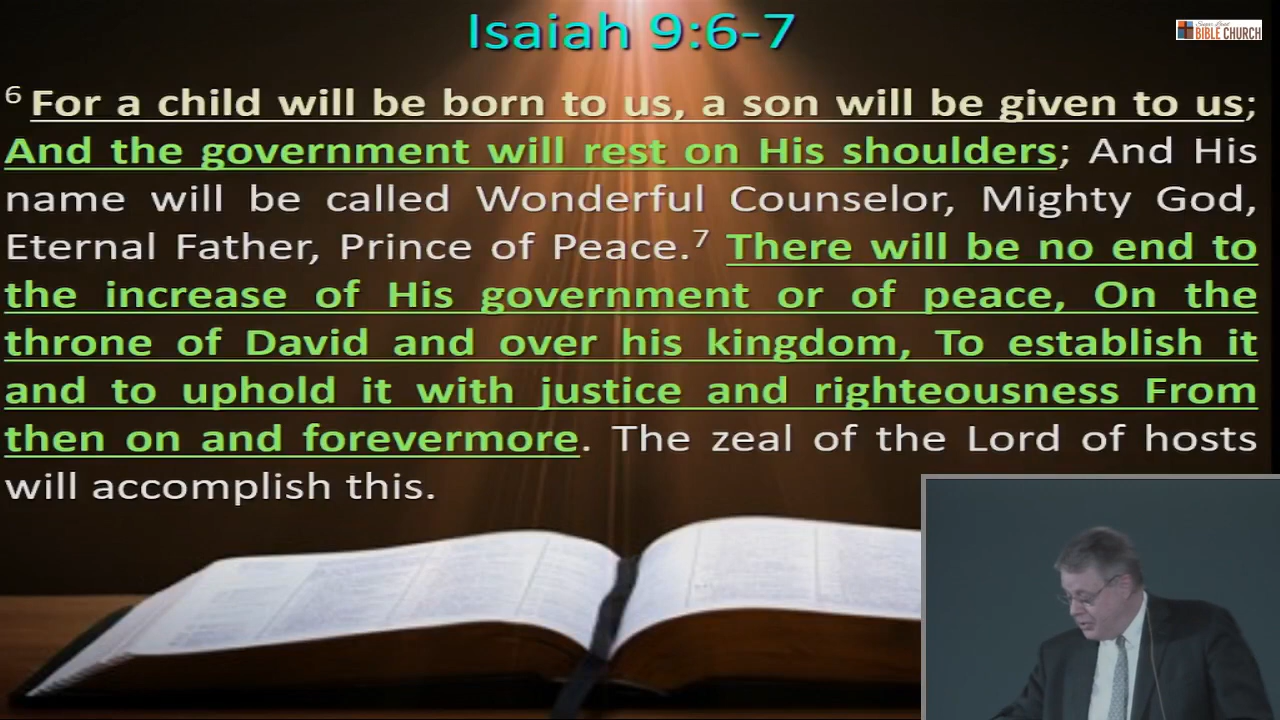 Isaiah 9:6-7
Sugar Land
BIBLE CHURCH
6 For a child will be born to us, a son will be given to us;
And the government will rest on His shoulders; And His
name will be called Wonderful Counselor, Mighty God,
Eternal Father, Prince of Peace.7 There will be no end to
the increase of His government or of peace, On the
throne of David and over his kingdom, To establish it
and to uphold it with justice and righteousness From
then on and forevermore. The zeal of the Lord of hosts
will accomplish this.